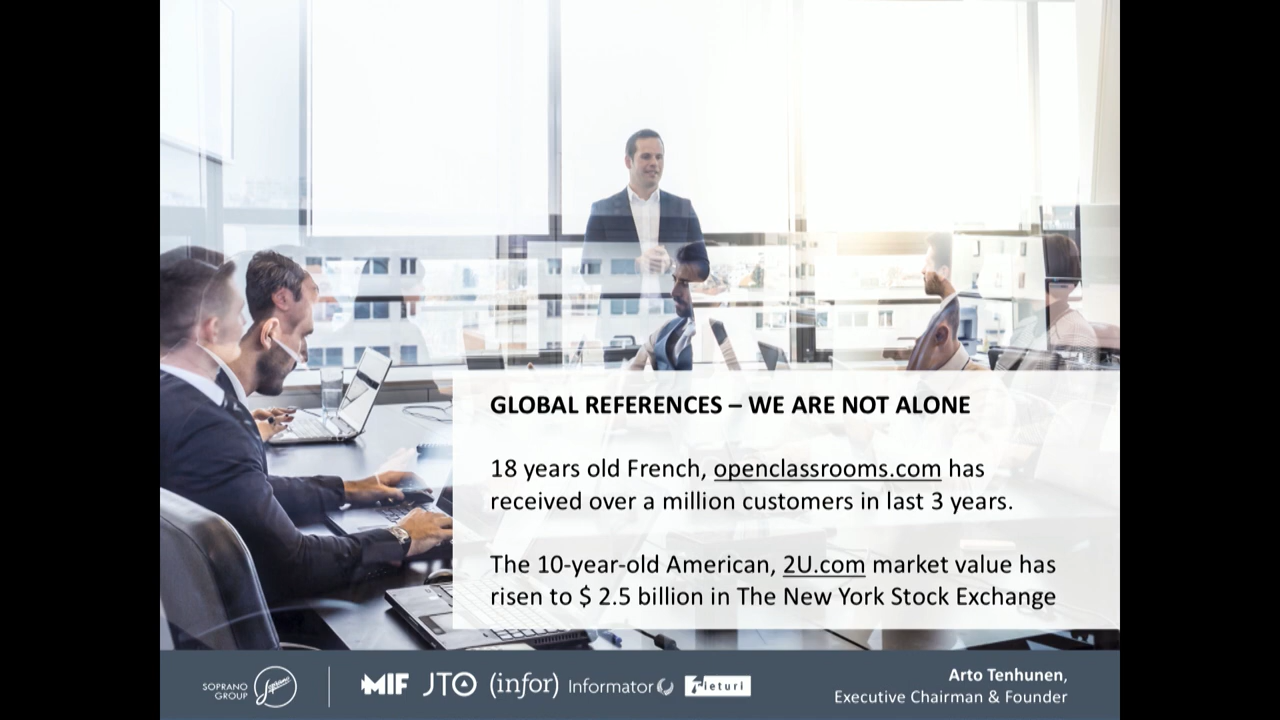 GLOBAL REFERENCES – WE ARE NOT ALONE
18 years old French, openclassrooms.com has
received over a million customers in last 3 years.
The 10-year-old American, 2U.com market value has
risen to $ 2.5 billion in The New York Stock Exchange
SOPRANO
GROUP
Soprano
MIF
JTO
(infor)
Informator
Tieturi
Arto Tenhunen,
Executive Chairman & Founder